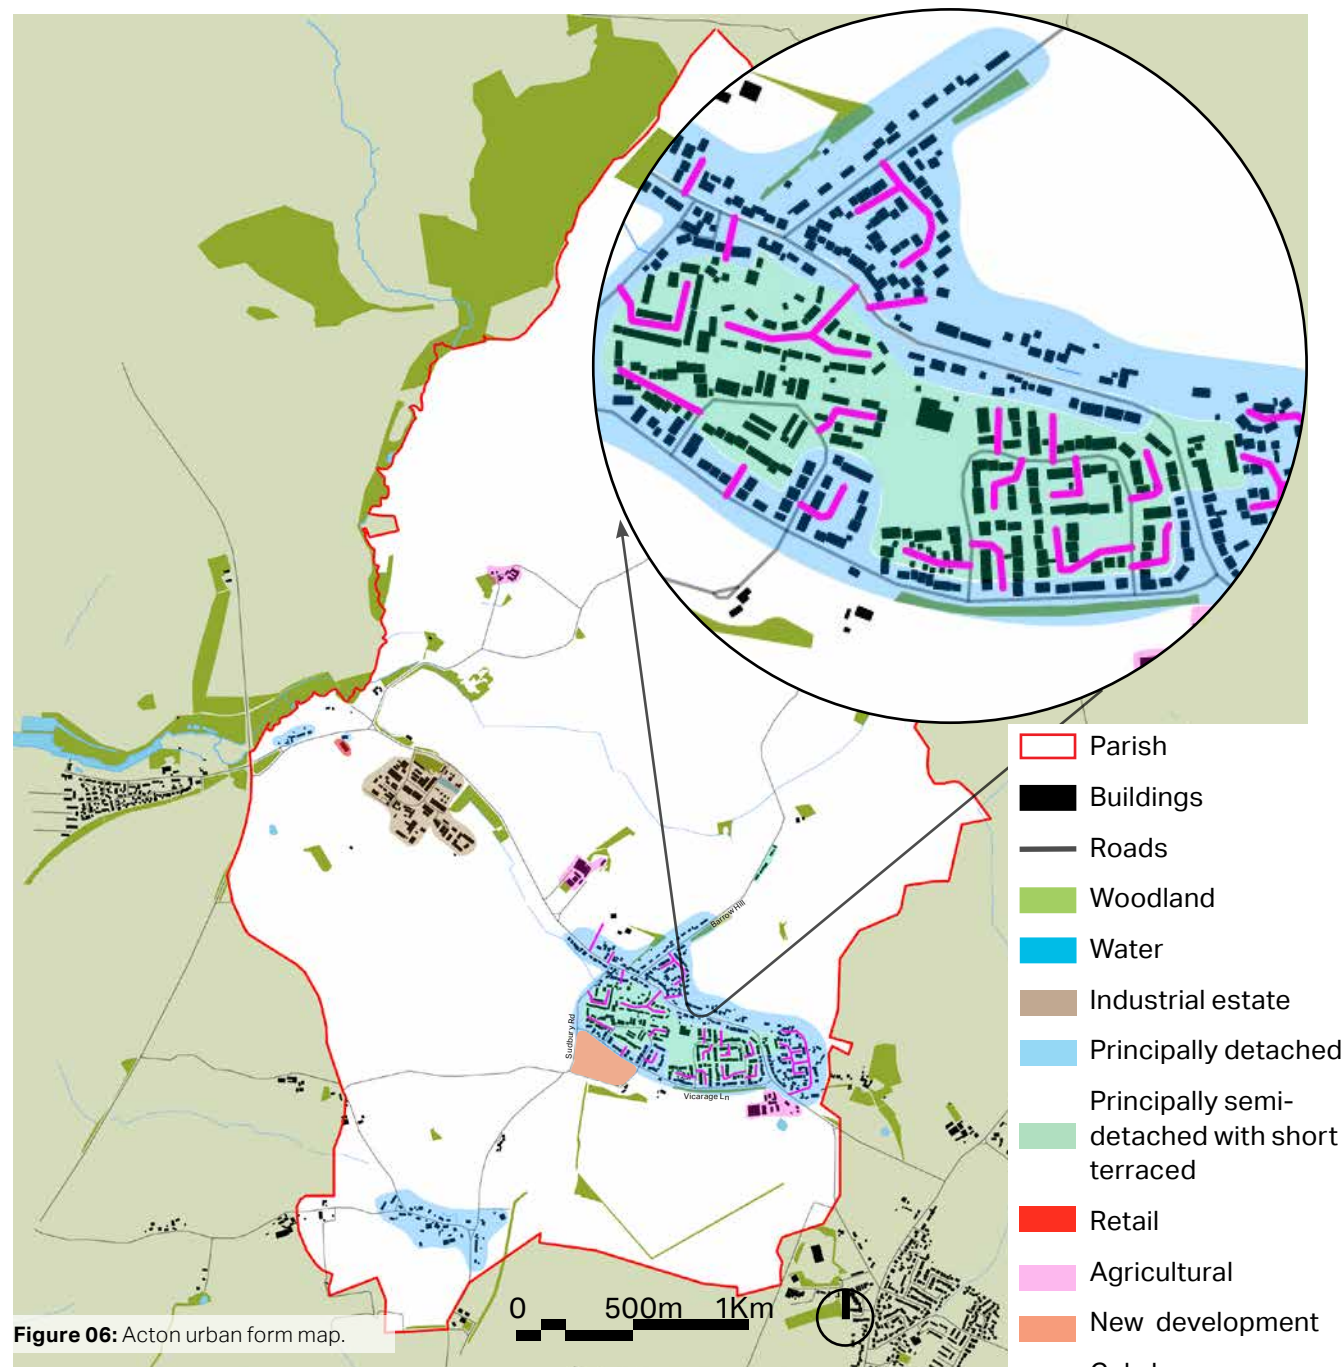 Barrow Hill
Sudbury Rd
Vicarage Ln
Parish
Buildings
Roads
Woodland
Water
Industrial estate
Principally detached
Principally semi-
detached with short
terraced
Retail
Agricultural
New development
0 500m 1Km
Figure 06: Acton urban form map.